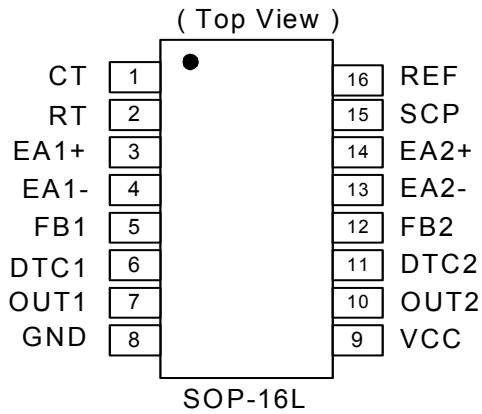 ( Top View )
CT 1 16 REF
RT 2 15 SCP
EA1+ 3 14 EA2+
EA1- 4 13 EA2-
FB1 5 12 FB2
DTC1 6 11 DTC2
OUT1 7 10 OUT2
GND 8 9 VCC
SOP-16L